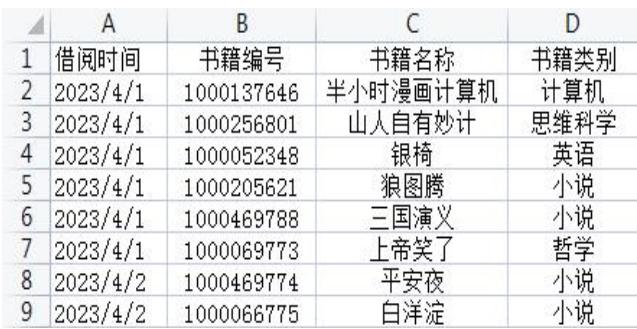 A B C D
1 借阅时间 书籍编号 书籍名称 书籍类别
2 2023/4/1 1000137646 半小时漫画计算机 计算机
3 2023/4/1 1000256801 山人自有妙计 思维科学
4 2023/4/1 1000052348 银椅 英语
5 2023/4/1 1000205621 狼图腾 小说
6 2023/4/1 1000469788 三国演义 小说
7 2023/4/1 1000069773 上帝笑了 哲学
8 2023/4/2 1000469774 平安夜 小说
9 2023/4/2 1000066775 白洋淀 小说